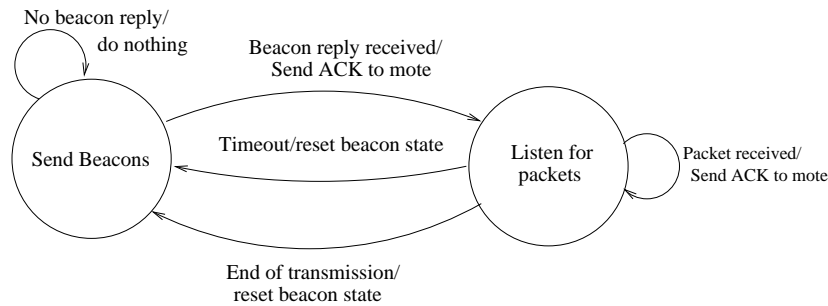 No beacon reply/
do nothing
Beacon reply received/
Send ACK to mote
Send Beacons
Timeout/reset beacon state
Listen for
packets
Packet received/
Send ACK to mote
End of transmission/
reset beacon state